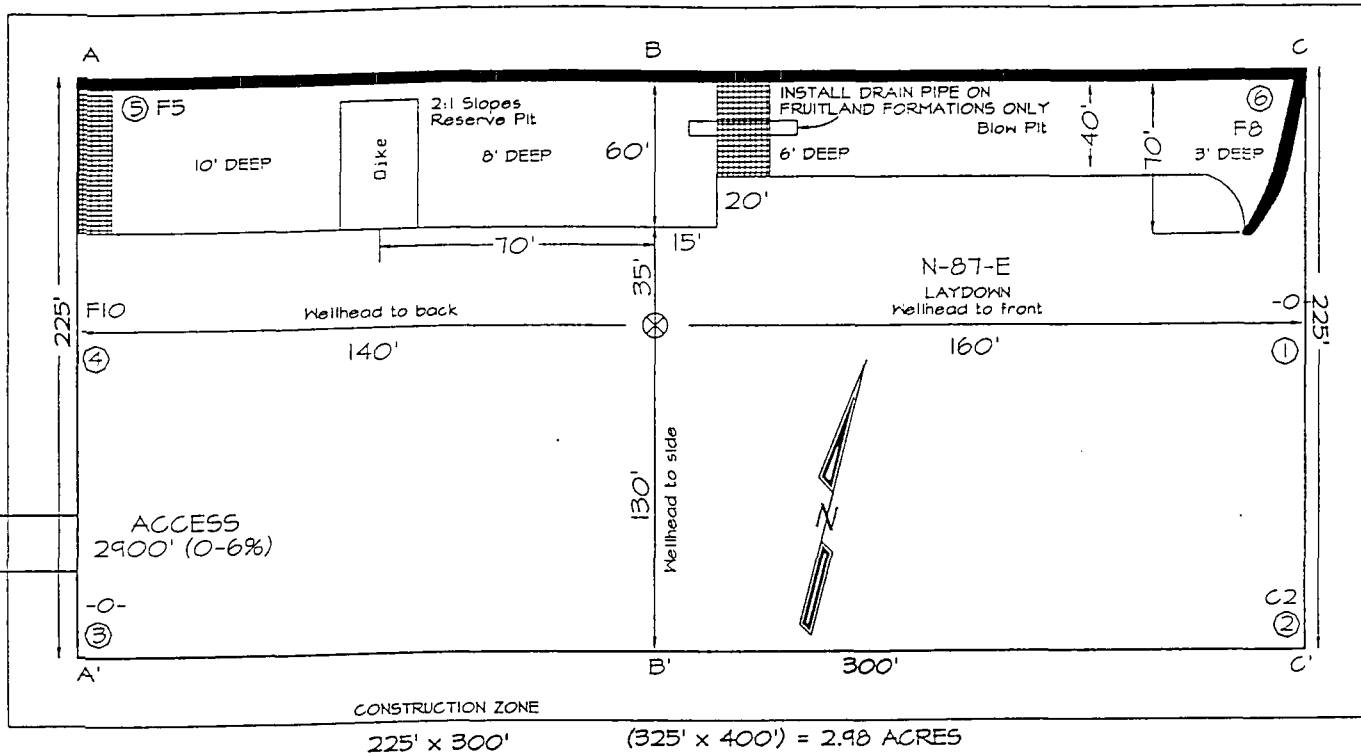 A
B
C
⑤ F5
2:1 Slopes
Reserve Pit
INSTALL DRAIN PIPE ON
FRUITLAND FORMATIONS ONLY
Blow Pit
⑥
F8
10' DEEP
Dike
8' DEEP
60'
6' DEEP
40'
70'
3' DEEP
20'
70'
15'
35'
N-87-E
LAYDOWN
Wellhead to front
-0-
225'
F10
Wellhead to back
225'
④
140'
160'
①
130'
Wellhead to side
N
ACCESS
2900' (0-6%)
-0-
③
C2
②
A'
B'
300'
C'
CONSTRUCTION ZONE
225' x 300'
(325' x 400') = 2.98 ACRES